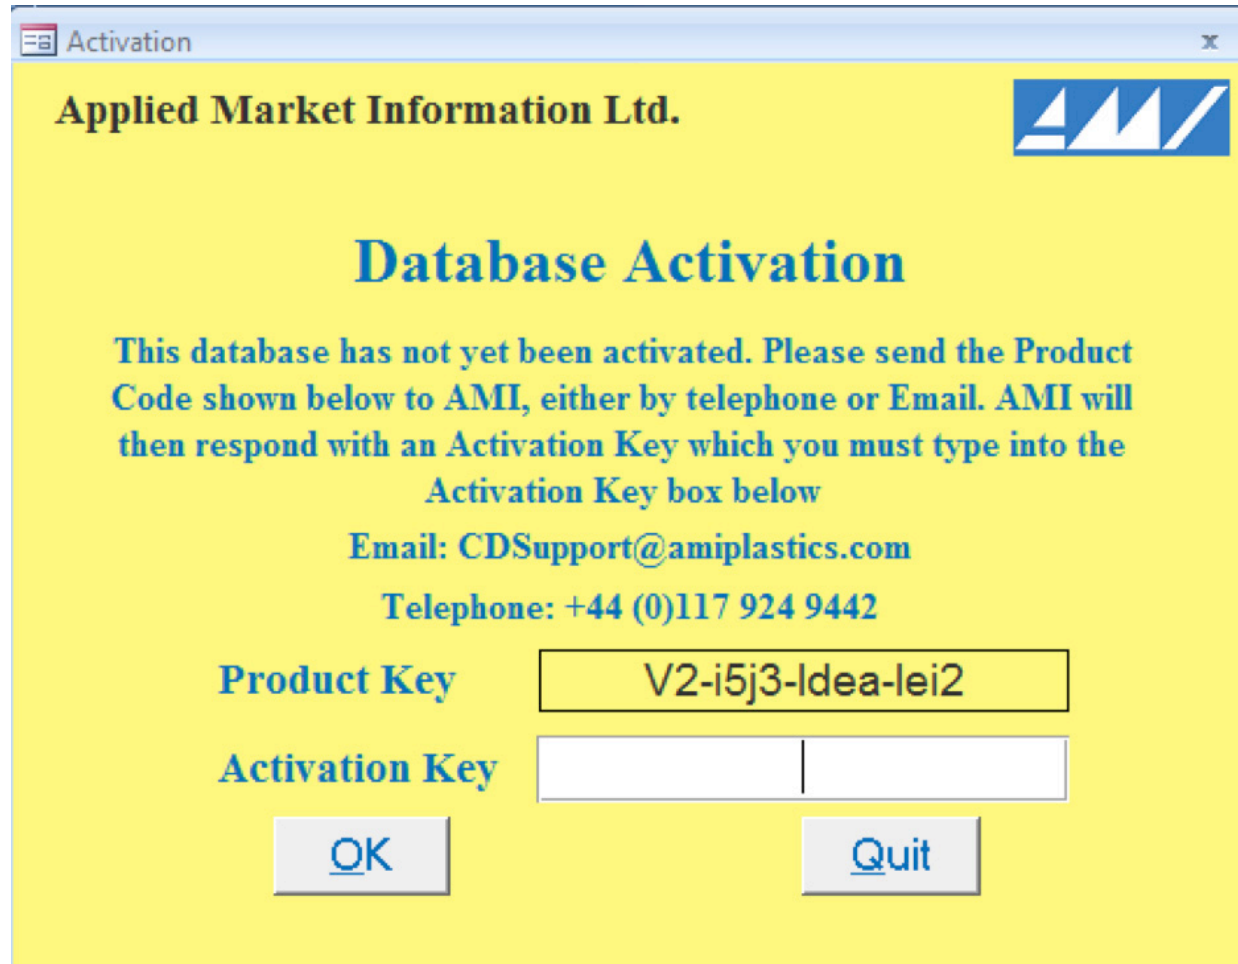 Activation
x
Applied Market Information Ltd.
AMI
Database Activation
This database has not yet been activated. Please send the Product
Code shown below to AMI, either by telephone or Email. AMI will
then respond with an Activation Key which you must type into the
Activation Key box below
Email: CDSupport@amiplastics.com
Telephone: +44 (0)117 924 9442
Product Key V2-i5j3-ldea-lei2
Activation Key
OK Quit